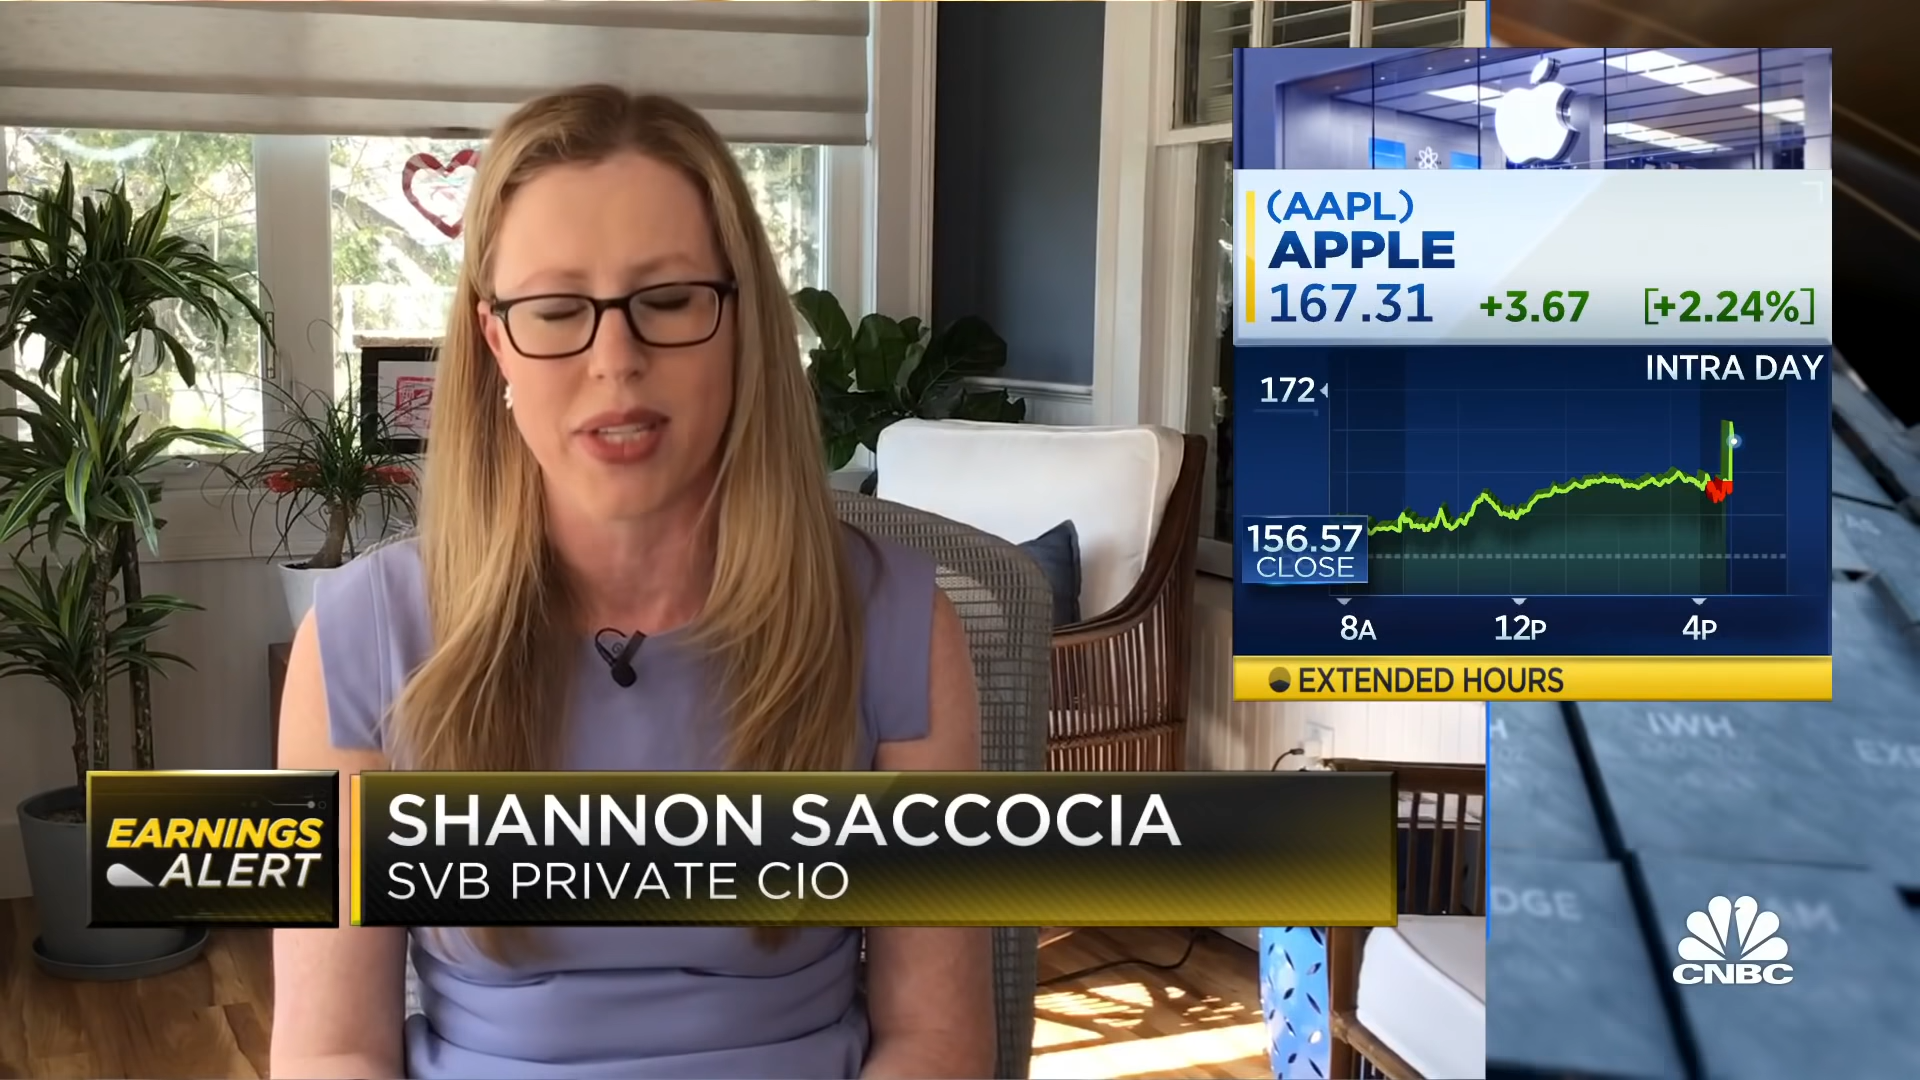 (AAPL)
APPLE
167.31 +3.67 [+2.24%]
INTRA DAY
172
156.57
CLOSE
8A 12P 4P
EXTENDED HOURS
IWH
EARNINGS
ALERT
SHANNON SACCOCIA
SVB PRIVATE CIO
CNBC